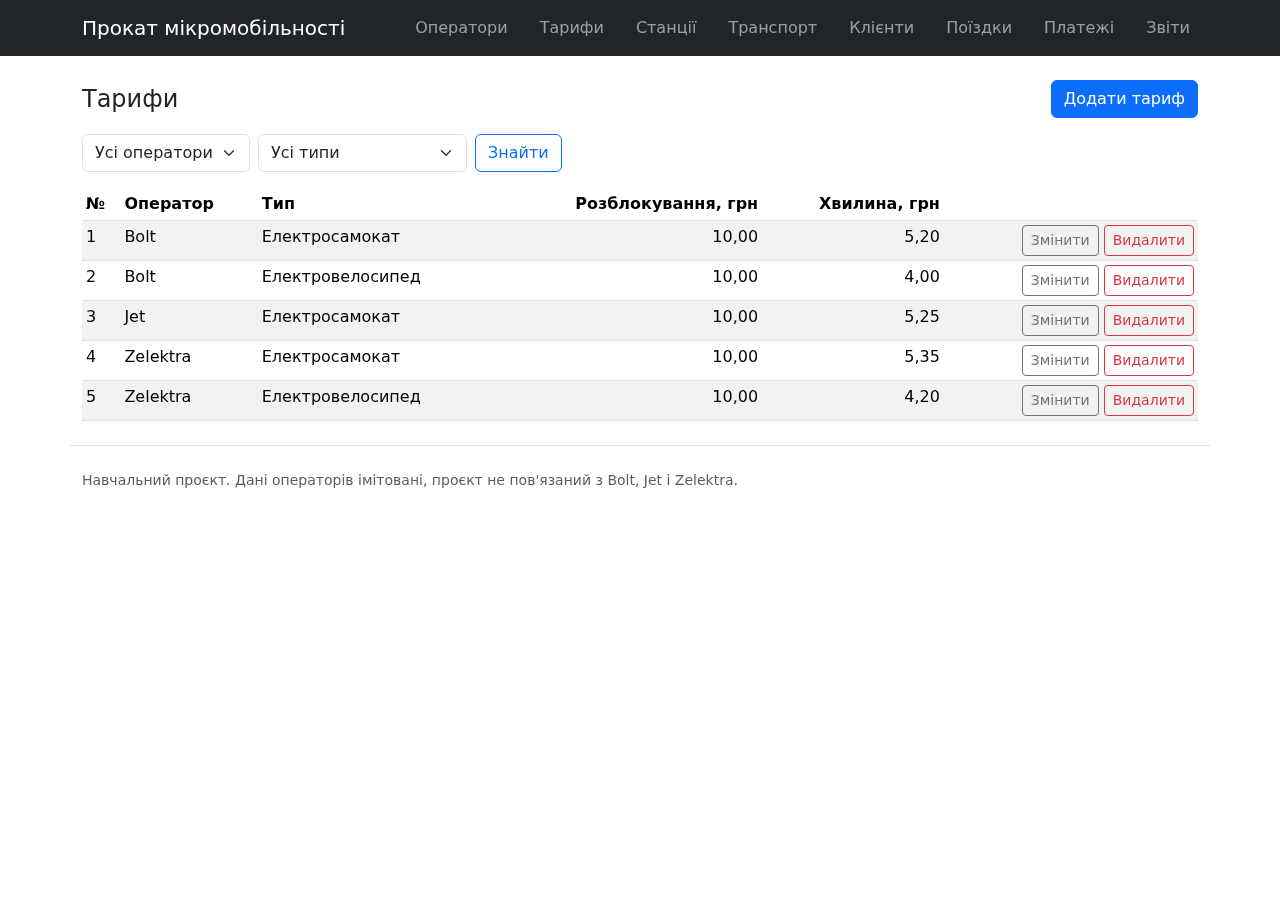 Прокат мікромобільності Оператори Тарифи Станції Транспорт Клієнти Поїздки Платежі Звіти
Тарифи Додати тариф
Усі оператори Усі типи Знайти
№ Оператор Тип Розблокування, грн Хвилина, грн
1 Bolt Електросамокат 10,00 5,20 Змінити Видалити
2 Bolt Електровелосипед 10,00 4,00 Змінити Видалити
3 Jet Електросамокат 10,00 5,25 Змінити Видалити
4 Zelektra Електросамокат 10,00 5,35 Змінити Видалити
5 Zelektra Електровелосипед 10,00 4,20 Змінити Видалити
Навчальний проєкт. Дані операторів імітовані, проєкт не пов'язаний з Bolt, Jet і Zelektra.